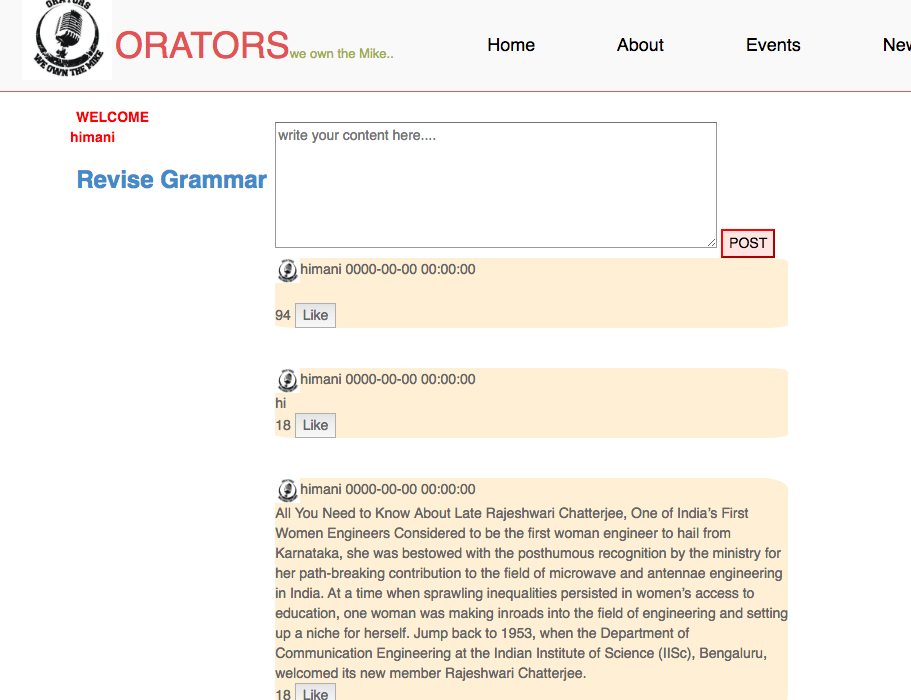 ORATORS
WE OWN THE MIKE
ORATORS we own the Mike..
Home About Events New
WELCOME
himani
Revise Grammar
write your content here....
POST
himani 0000-00-00 00:00:00
94 Like
himani 0000-00-00 00:00:00
hi
18 Like
himani 0000-00-00 00:00:00
All You Need to Know About Late Rajeshwari Chatterjee, One of India’s First
Women Engineers Considered to be the first woman engineer to hail from
Karnataka, she was bestowed with the posthumous recognition by the ministry for
her path-breaking contribution to the field of microwave and antennae engineering
in India. At a time when sprawling inequalities persisted in women’s access to
education, one woman was making inroads into the field of engineering and setting
up a niche for herself. Jump back to 1953, when the Department of
Communication Engineering at the Indian Institute of Science (IISc), Bengaluru,
welcomed its new member Rajeshwari Chatterjee.
18 Like